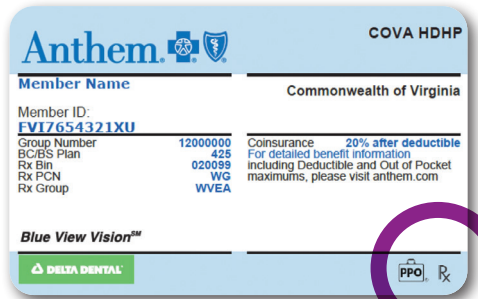 Anthem.
COVA HDHP
Member Name
Commonwealth of Virginia
Member ID:
FVI7654321XU
Group Number 12000000
BC/BS Plan 425
Rx Bin 020099
Rx PCN WG
Rx Group WVEA
Coinsurance 20% after deductible
For detailed benefit information
including Deductible and Out of Pocket
maximums, please visit anthem.com
Blue View Vision℠
DELTA DENTAL
PPO Rx